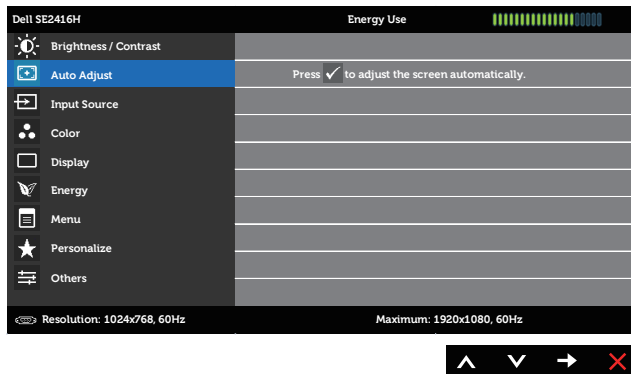 Dell SE2416H Energy Use
Brightness / Contrast
Auto Adjust Press ✓ to adjust the screen automatically.
Input Source
Color
Display
Energy
Menu
Personalize
Others
Resolution: 1024x768, 60Hz Maximum: 1920x1080, 60Hz